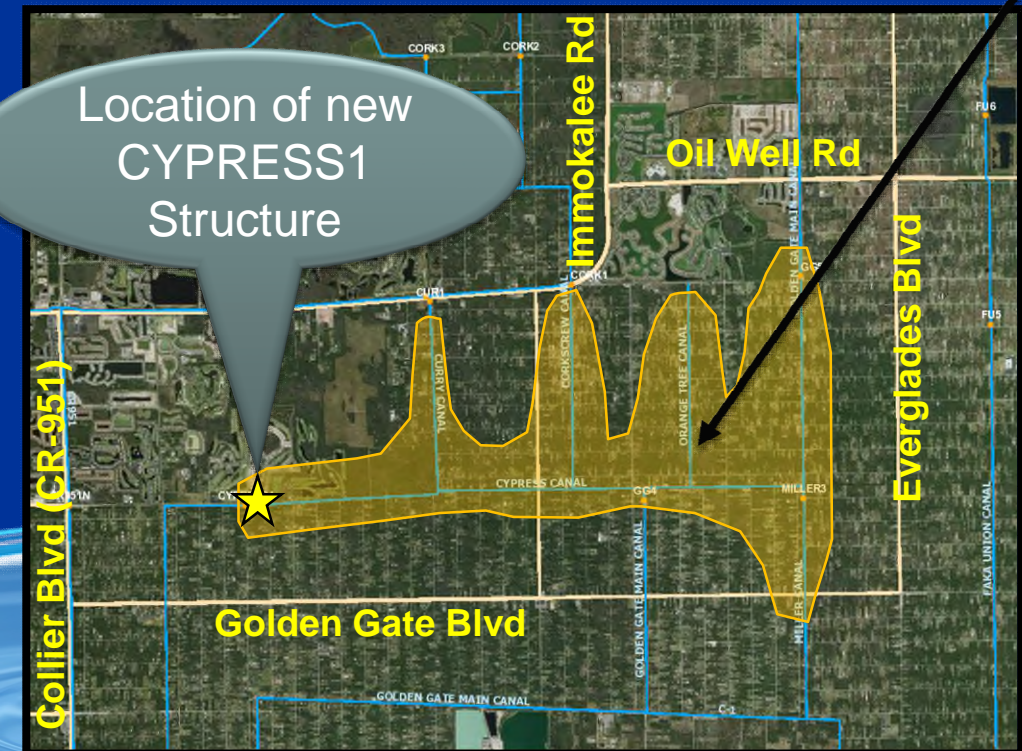 CORK3
CORK2
Immokalee Rd
Location of new
CYPRESS1
Structure
FU6
Oil Well Rd
GOLDEN GATE MAIN CANAL
Everglades Blvd
CORK1
CUR1
FU5
CORKSCREW CANAL
ORANGE TREE CANAL
CURRY CANAL
Collier Blvd (CR-951)
CYPRESS CANAL
GG4
MILLER3
FAKA UNION CANAL
GOLDEN GATE MAIN CANAL
MILLER CANAL
Golden Gate Blvd
GOLDEN GATE MAIN CANAL
C-1